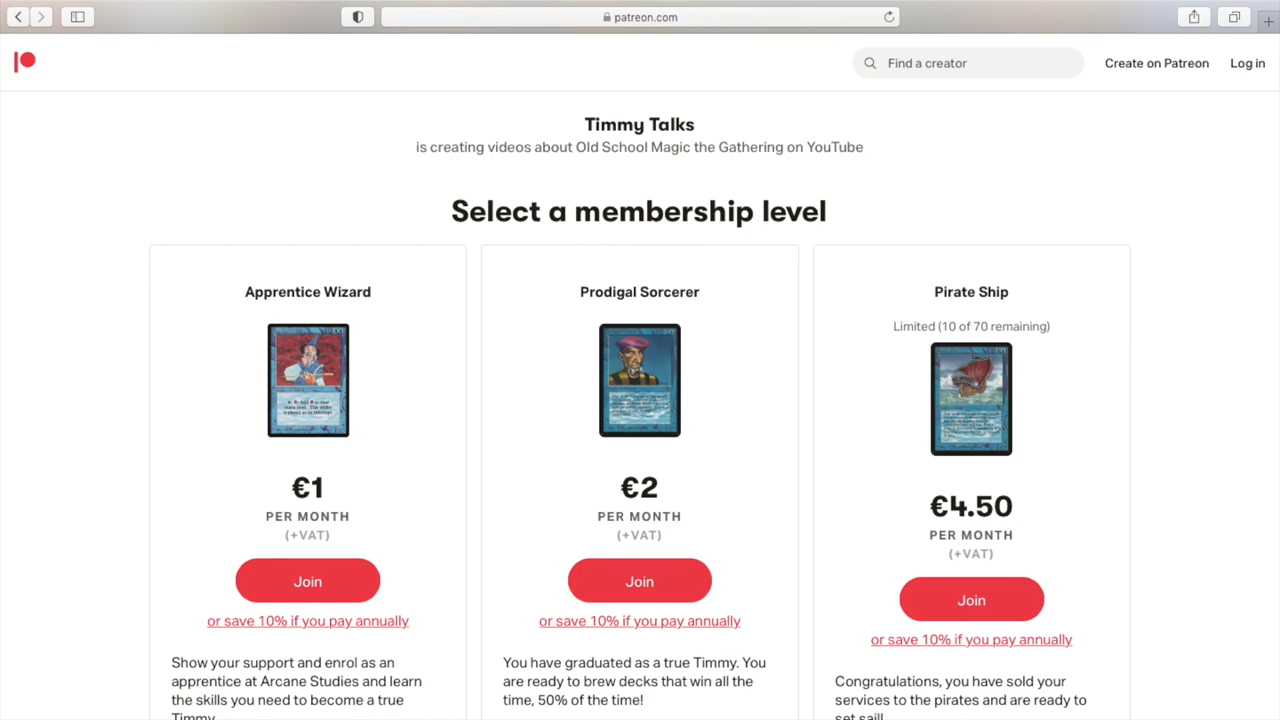 patreon.com
Find a creator
Create on Patreon
Log in
Timmy Talks
is creating videos about Old School Magic the Gathering on YouTube
Select a membership level
Apprentice Wizard
€1
PER MONTH
(+VAT)
Join
or save 10% if you pay annually
Show your support and enrol as an
apprentice at Arcane Studies and learn
the skills you need to become a true
Timmy
Prodigal Sorcerer
€2
PER MONTH
(+VAT)
Join
or save 10% if you pay annually
You have graduated as a true Timmy. You
are ready to brew decks that win all the
time, 50% of the time!
Pirate Ship
Limited (10 of 70 remaining)
€4.50
PER MONTH
(+VAT)
Join
or save 10% if you pay annually
Congratulations, you have sold your
services to the pirates and are ready to
set sail!